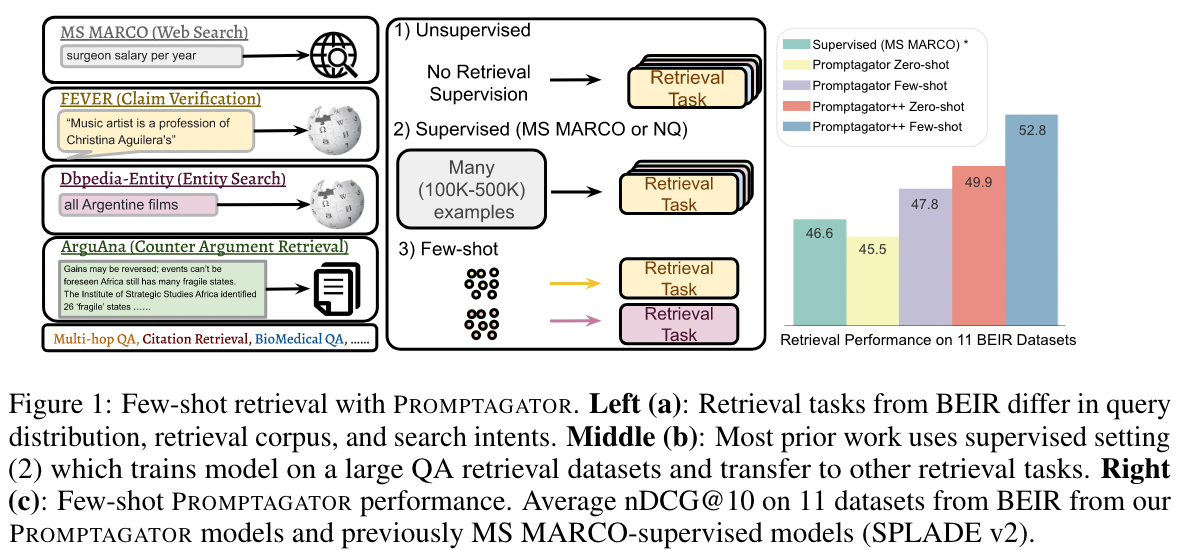 MS MARCO (Web Search)
surgeon salary per year
FEVER (Claim Verification)
“Music artist is a profession of
Christina Aguilera's”
Dbpedia-Entity (Entity Search)
all Argentine films
ArguAna (Counter Argument Retrieval)
Gains may be reversed; events can’t be
foreseen Africa still has many fragile states.
The Institute of Strategic Studies Africa identified
26 ‘fragile’ states ......
Multi-hop QA, Citation Retrieval, BioMedical QA, ......
1) Unsupervised
No Retrieval
Supervision
Retrieval
Task
2) Supervised (MS MARCO or NQ)
Many
(100K-500K)
examples
Retrieval
Task
3) Few-shot
Retrieval
Task
Retrieval
Task
Supervised (MS MARCO) *
Promptagator Zero-shot
Promptagator Few-shot
Promptagator++ Zero-shot
Promptagator++ Few-shot
46.6
45.5
47.8
49.9
52.8
Retrieval Performance on 11 BEIR Datasets
Figure 1: Few-shot retrieval with PROMPTAGATOR. Left (a): Retrieval tasks from BEIR differ in query
distribution, retrieval corpus, and search intents. Middle (b): Most prior work uses supervised setting
(2) which trains model on a large QA retrieval datasets and transfer to other retrieval tasks. Right
(c): Few-shot PROMPTAGATOR performance. Average nDCG@10 on 11 datasets from BEIR from our
PROMPTAGATOR models and previously MS MARCO-supervised models (SPLADE v2).